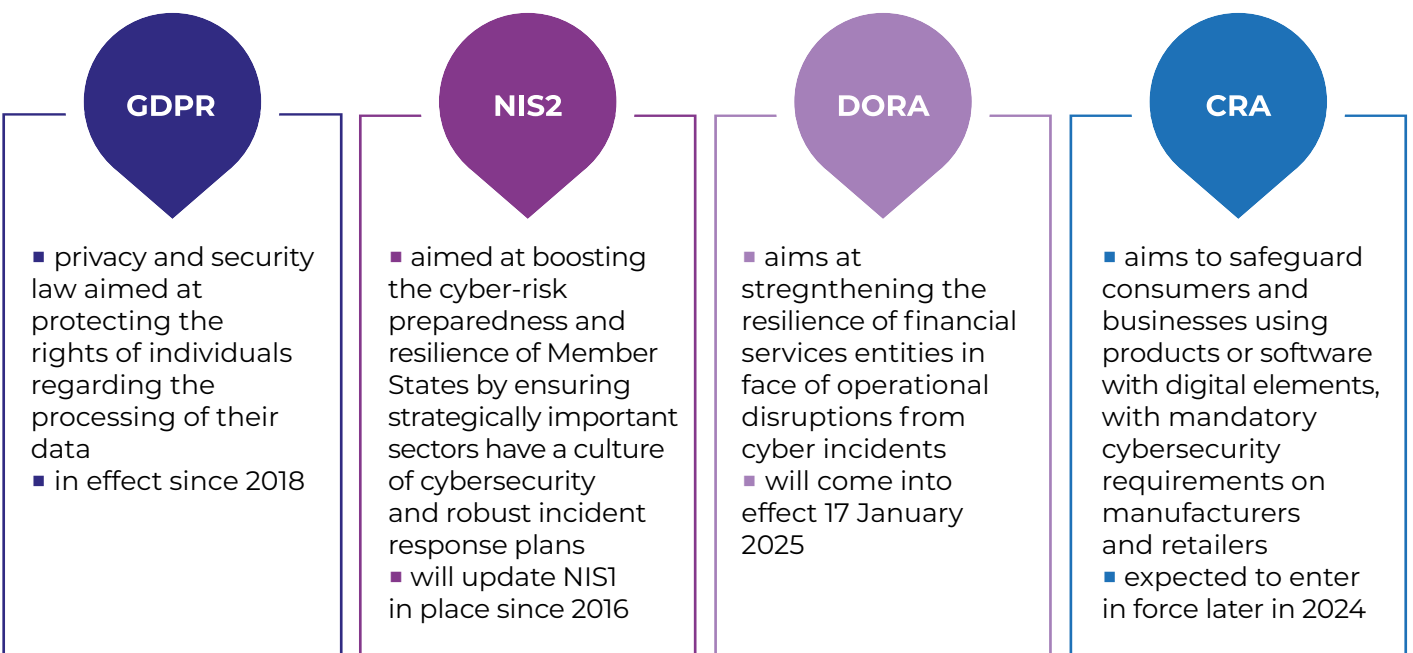 GDPR
▪ privacy and security
law aimed at
protecting the
rights of individuals
regarding the
processing of their
data
▪ in effect since 2018
NIS2
▪ aimed at boosting
the cyber-risk
preparedness and
resilience of Member
States by ensuring
strategically important
sectors have a culture
of cybersecurity
and robust incident
response plans
▪ will update NIS1
in place since 2016
DORA
▪ aims at
stregnthening the
resilience of financial
services entities in
face of operational
disruptions from
cyber incidents
▪ will come into
effect 17 January
2025
CRA
▪ aims to safeguard
consumers and
businesses using
products or software
with digital elements,
with mandatory
cybersecurity
requirements on
manufacturers
and retailers
▪ expected to enter
in force later in 2024